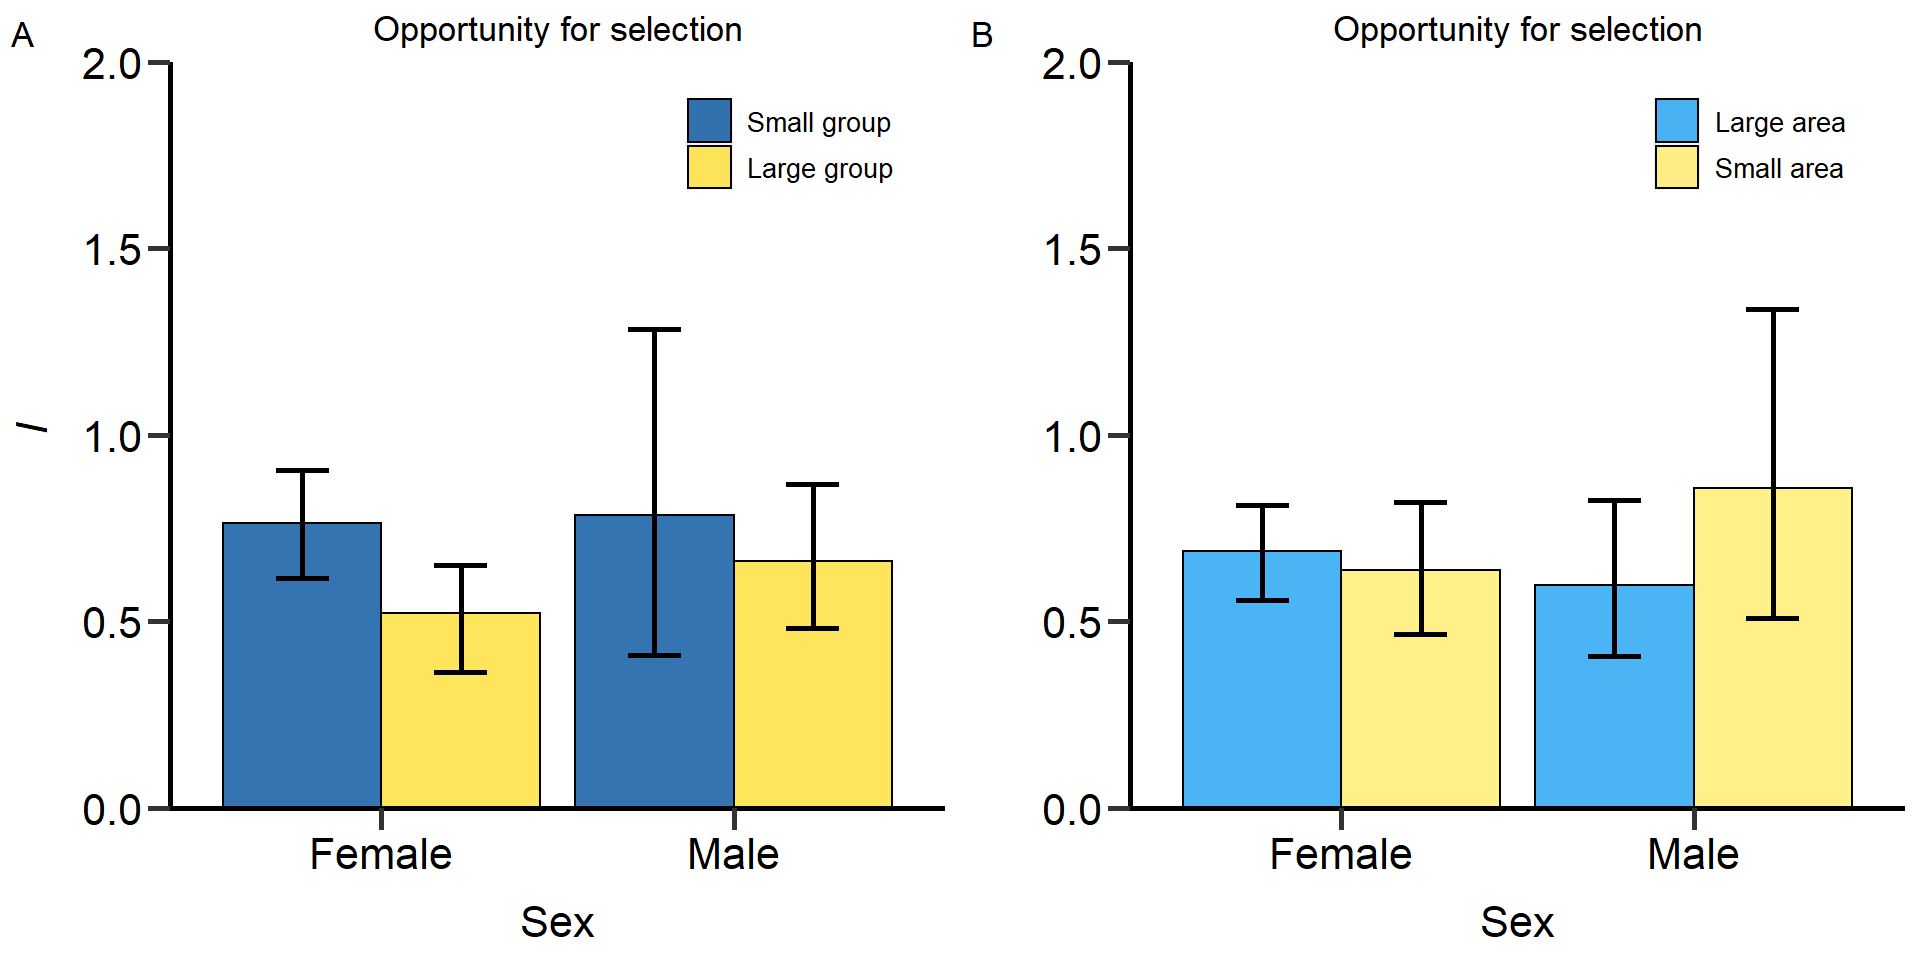 A
Opportunity for selection
2.0
1.5
1.0
0.5
0.0
I
Small group
Large group
Female
Male
Sex
B
Opportunity for selection
2.0
1.5
1.0
0.5
0.0
Large area
Small area
Female
Male
Sex